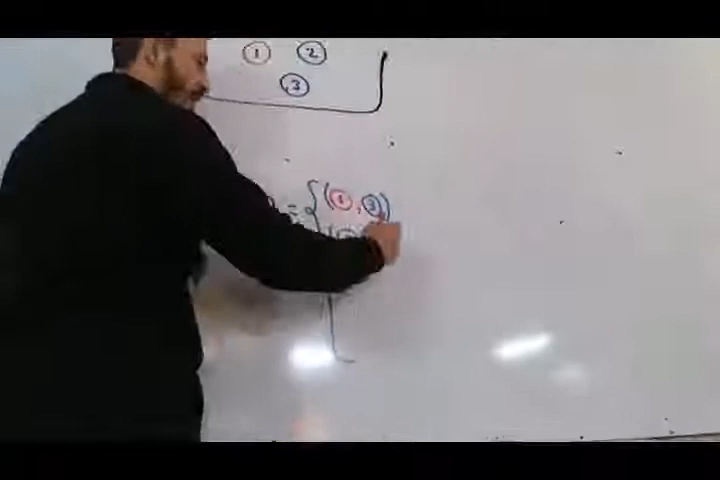 1 2
3
= { (1, 3)